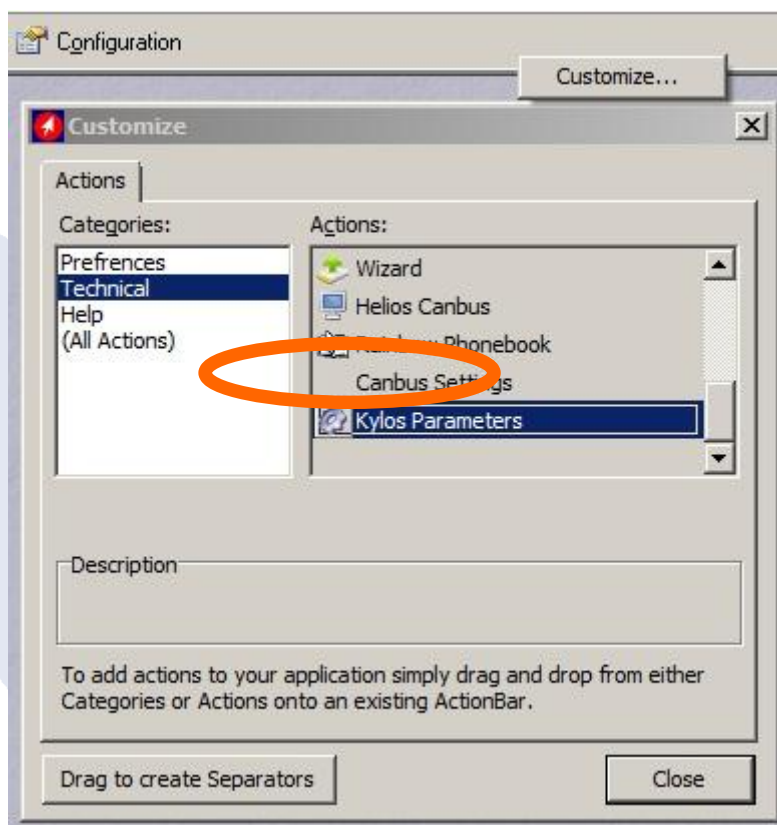 Configuration
Customize...
Customize
Actions
Categories:
Actions:
Prefrences
Technical
Help
(All Actions)
Wizard
Helios Canbus
Rainbow Phonebook
Canbus Settings
Kylos Parameters
Description
To add actions to your application simply drag and drop from either
Categories or Actions onto an existing ActionBar.
Drag to create Separators
Close